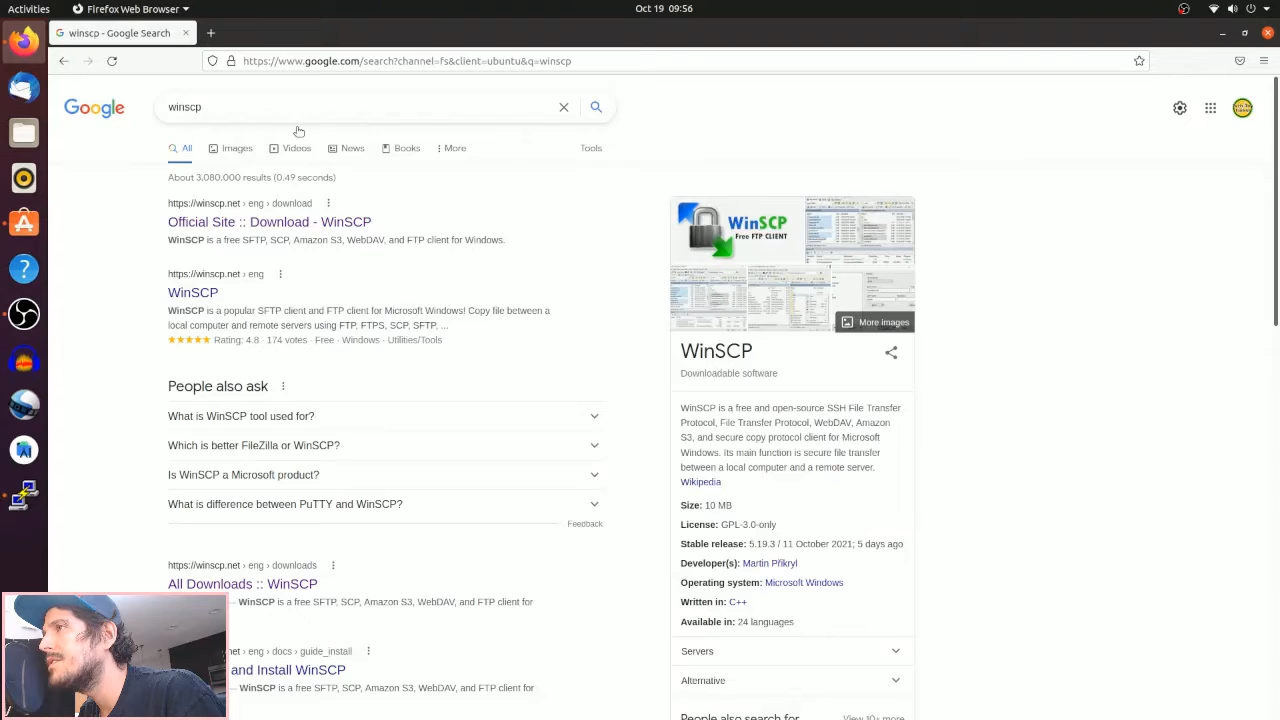 Activities
Firefox Web Browser
Oct 19 09:56
winscp - Google Search
https://www.google.com/search?channel=fs&client=ubuntu&q=winscp
Google
winscp
All
Images
Videos
News
Books
More
Tools
About 3,080,000 results (0.49 seconds)
https://winscp.net › eng › download
Official Site :: Download - WinSCP
WinSCP is a free SFTP, SCP, Amazon S3, WebDAV, and FTP client for Windows.
https://winscp.net › eng
WinSCP
WinSCP is a popular SFTP client and FTP client for Microsoft Windows! Copy file between a
local computer and remote servers using FTP, FTPS, SCP, SFTP, ...
Rating: 4.8 · 174 votes · Free · Windows · Utilities/Tools
People also ask
What is WinSCP tool used for?
Which is better FileZilla or WinSCP?
Is WinSCP a Microsoft product?
What is difference between PuTTY and WinSCP?
Feedback
https://winscp.net › eng › downloads
All Downloads :: WinSCP
WinSCP is a free SFTP, SCP, Amazon S3, WebDAV, and FTP client for
.net › eng › docs › guide_install
and Install WinSCP
WinSCP is a free SFTP, SCP, Amazon S3, WebDAV, and FTP client for
WinSCP
Free FTP CLIENT
More images
WinSCP
Downloadable software
WinSCP is a free and open-source SSH File Transfer
Protocol, File Transfer Protocol, WebDAV, Amazon
S3, and secure copy protocol client for Microsoft
Windows. Its main function is secure file transfer
between a local computer and a remote server.
Wikipedia
Size: 10 MB
License: GPL-3.0-only
Stable release: 5.19.3 / 11 October 2021; 5 days ago
Developer(s): Martin Přikryl
Operating system: Microsoft Windows
Written in: C++
Available in: 24 languages
Servers
Alternative
People also search for
View 10+ more